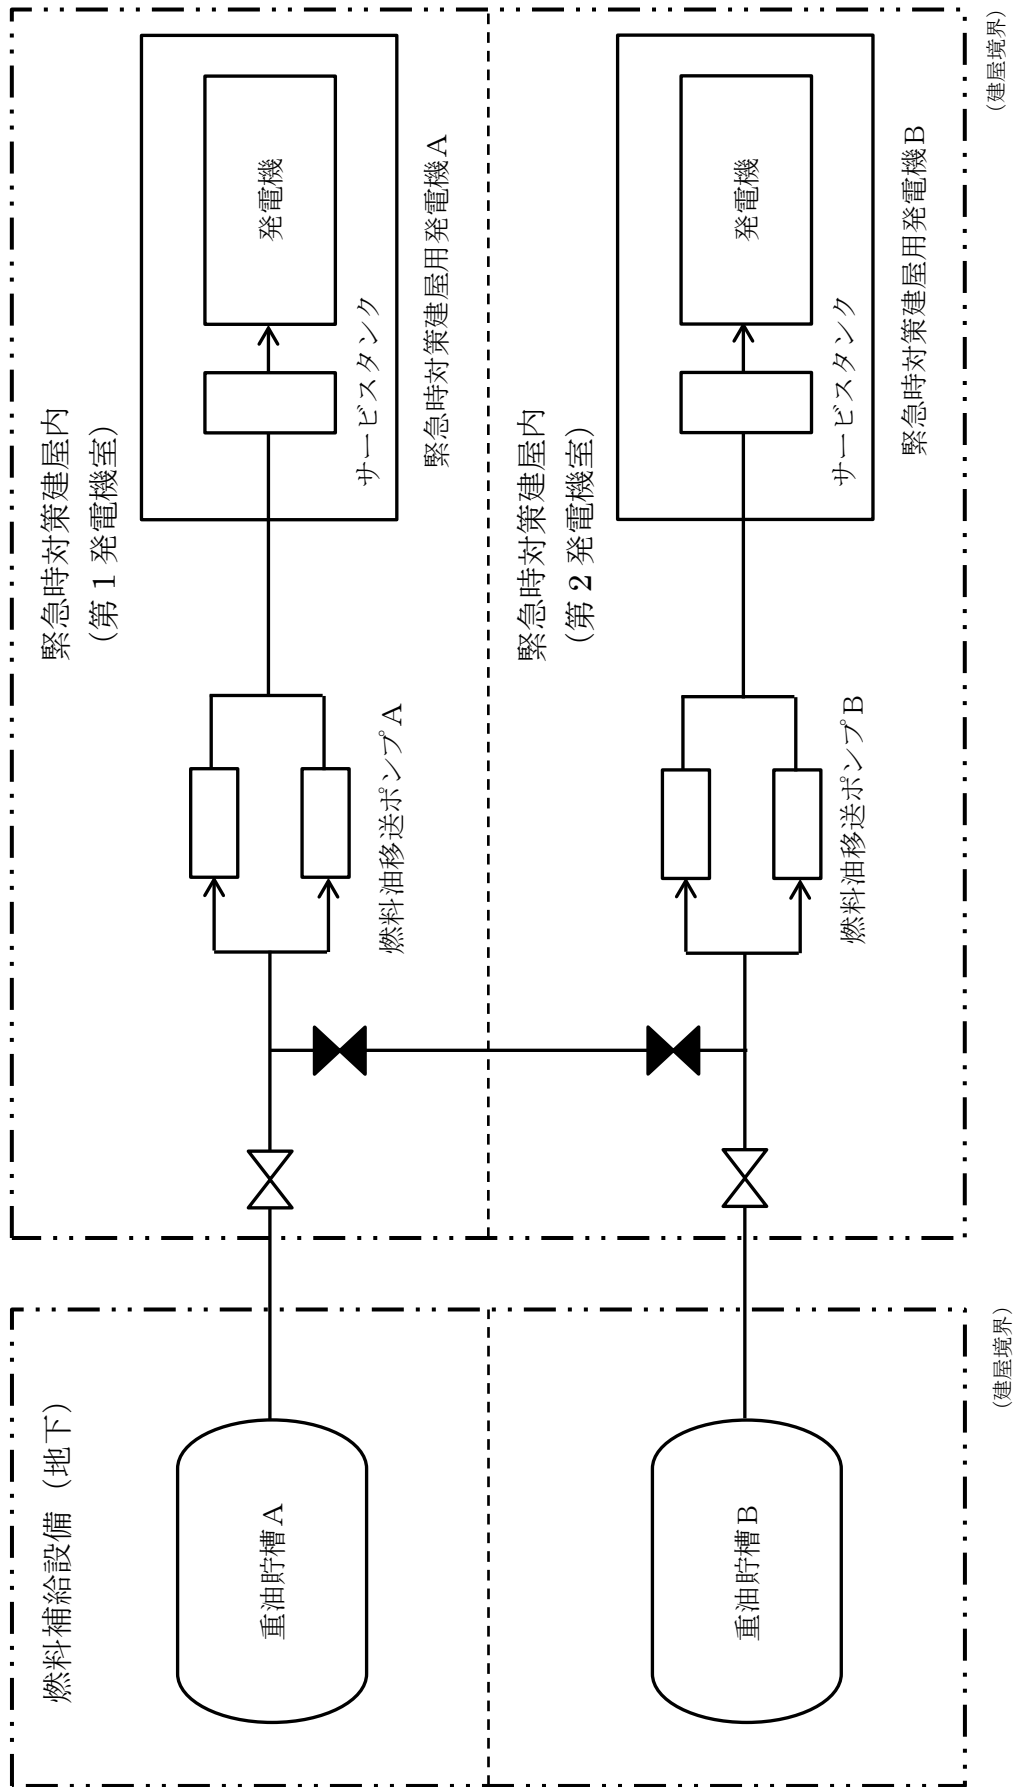 燃料補給設備（地下）
重油貯槽A
重油貯槽B
(建屋境界)
緊急時対策建屋内
(第1発電機室)
燃料油移送ポンプA
発電機
サービスタンク
緊急時対策建屋用発電機A
緊急時対策建屋内
(第2発電機室)
燃料油移送ポンプB
発電機
サービスタンク
緊急時対策建屋用発電機B
(建屋境界)